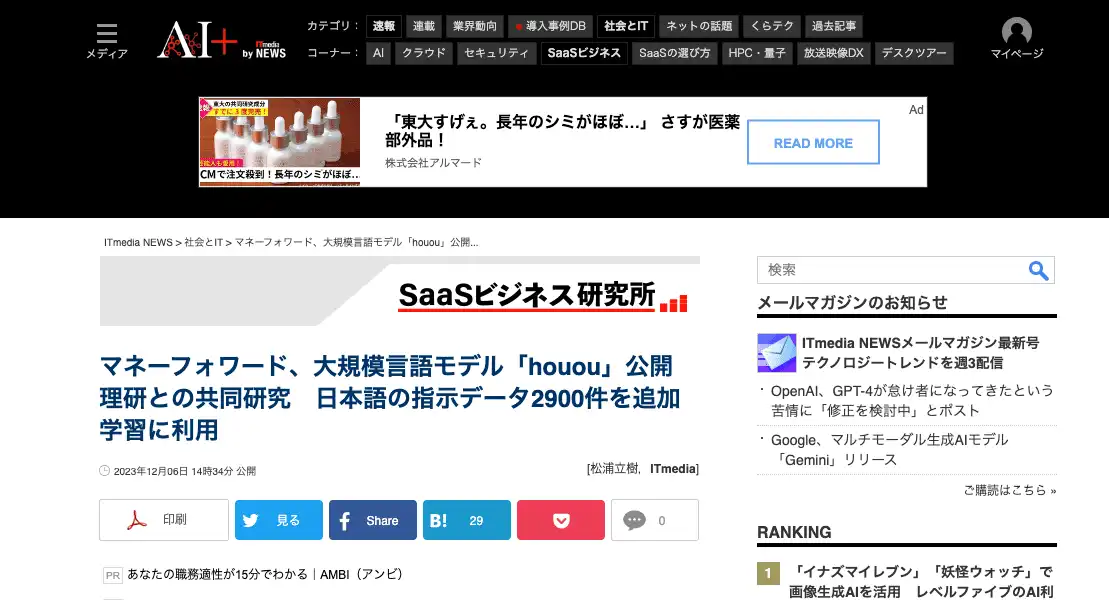 メディア
AI+ by ITmedia NEWS
カテゴリ： 速報 連載 業界動向 導入事例DB 社会とIT ネットの話題 くらテク 過去記事
コーナー： AI クラウド セキュリティ SaaSビジネス SaaSの選び方 HPC・量子 放送映像DX デスクツアー
マイページ
東大の共同研究成分
すでに3度完売！
芸能人も愛用！
CMで注文殺到！長年のシミがほぼ…
「東大すげぇ。長年のシミがほぼ…」 さすが医薬
部外品！
株式会社アルマード
READ MORE
Ad
ITmedia NEWS > 社会とIT > マネーフォワード、大規模言語モデル「houou」公開...
SaaSビジネス研究所
マネーフォワード、大規模言語モデル「houou」公開
理研との共同研究　日本語の指示データ2900件を追加
学習に利用
2023年12月06日 14時34分 公開
[松浦立樹，ITmedia]
印刷
見る
Share
B! 29
0
PR あなたの職務適性が15分でわかる｜AMBI（アンビ）
検索
メールマガジンのお知らせ
ITmedia NEWSメールマガジン最新号
テクノロジートレンドを週3配信
・OpenAI、GPT-4が怠け者になってきたという
苦情に「修正を検討中」とポスト
・Google、マルチモーダル生成AIモデル
「Gemini」リリース
ご購読はこちら »
RANKING
1 「イナズマイレブン」「妖怪ウォッチ」で
画像生成AIを活用　レベルファイブのAI利